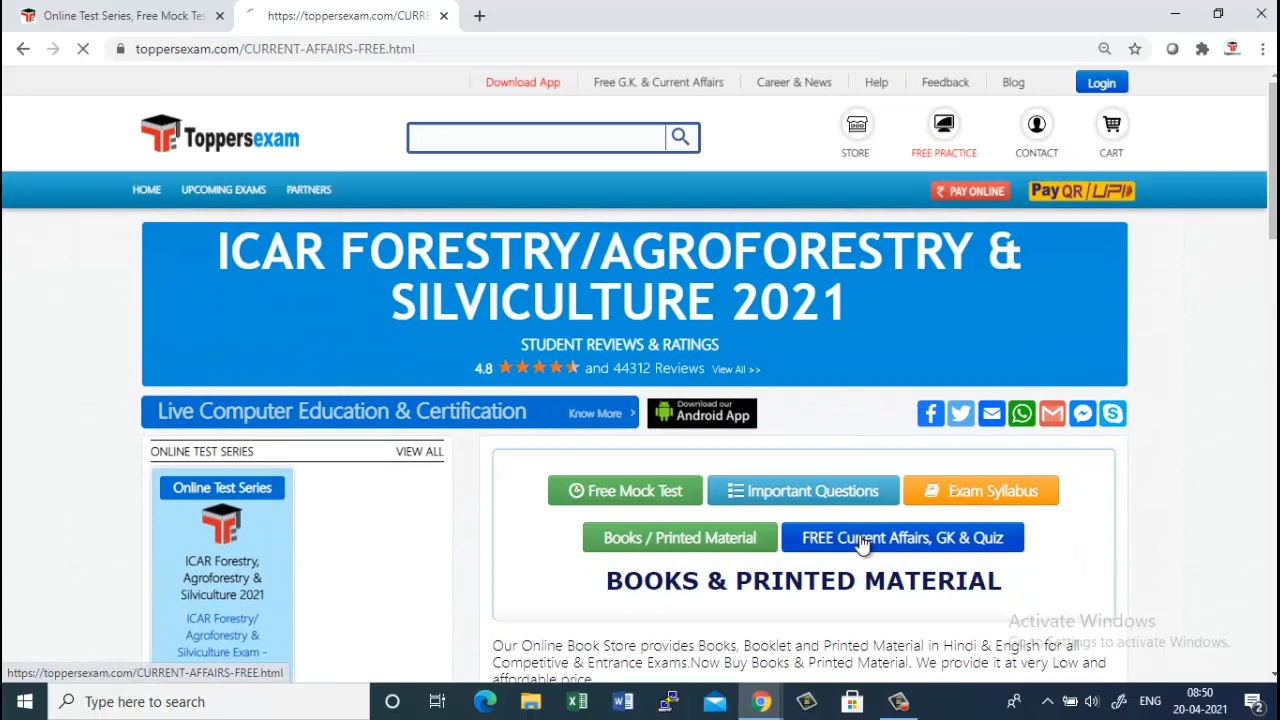 Online Test Series, Free Mock Tes
https://toppersexam.com/CURRE
toppersexam.com/CURRENT-AFFAIRS-FREE.html
Download App
Free G.K. & Current Affairs
Career & News
Help
Feedback
Blog
Login
Toppersexam
STORE
FREE PRACTICE
CONTACT
CART
HOME
UPCOMING EXAMS
PARTNERS
₹ PAY ONLINE
Pay QR / UPI
ICAR FORESTRY/AGROFORESTRY &
SILVICULTURE 2021
STUDENT REVIEWS & RATINGS
4.8 and 44312 Reviews View All >>
Live Computer Education & Certification Know More
Download our
Android App
ONLINE TEST SERIES
VIEW ALL
Online Test Series
ICAR Forestry,
Agroforestry &
Silviculture 2021
ICAR Forestry/
Agroforestry &
Silviculture Exam -
Free Mock Test
Important Questions
Exam Syllabus
Books / Printed Material
FREE Current Affairs, GK & Quiz
BOOKS & PRINTED MATERIAL
Our Online Book Store provides Books, Booklet and Printed Material in Hindi & English for all
Competitive & Entrance Exams.Now Buy Books & Printed Material. We provide it at very Low and
affordable price.
Activate Windows
Go to Settings to activate Windows.
https://toppersexam.com/CURRENT-AFFAIRS-FREE.html
Type here to search
ENG
08:50
20-04-2021
2